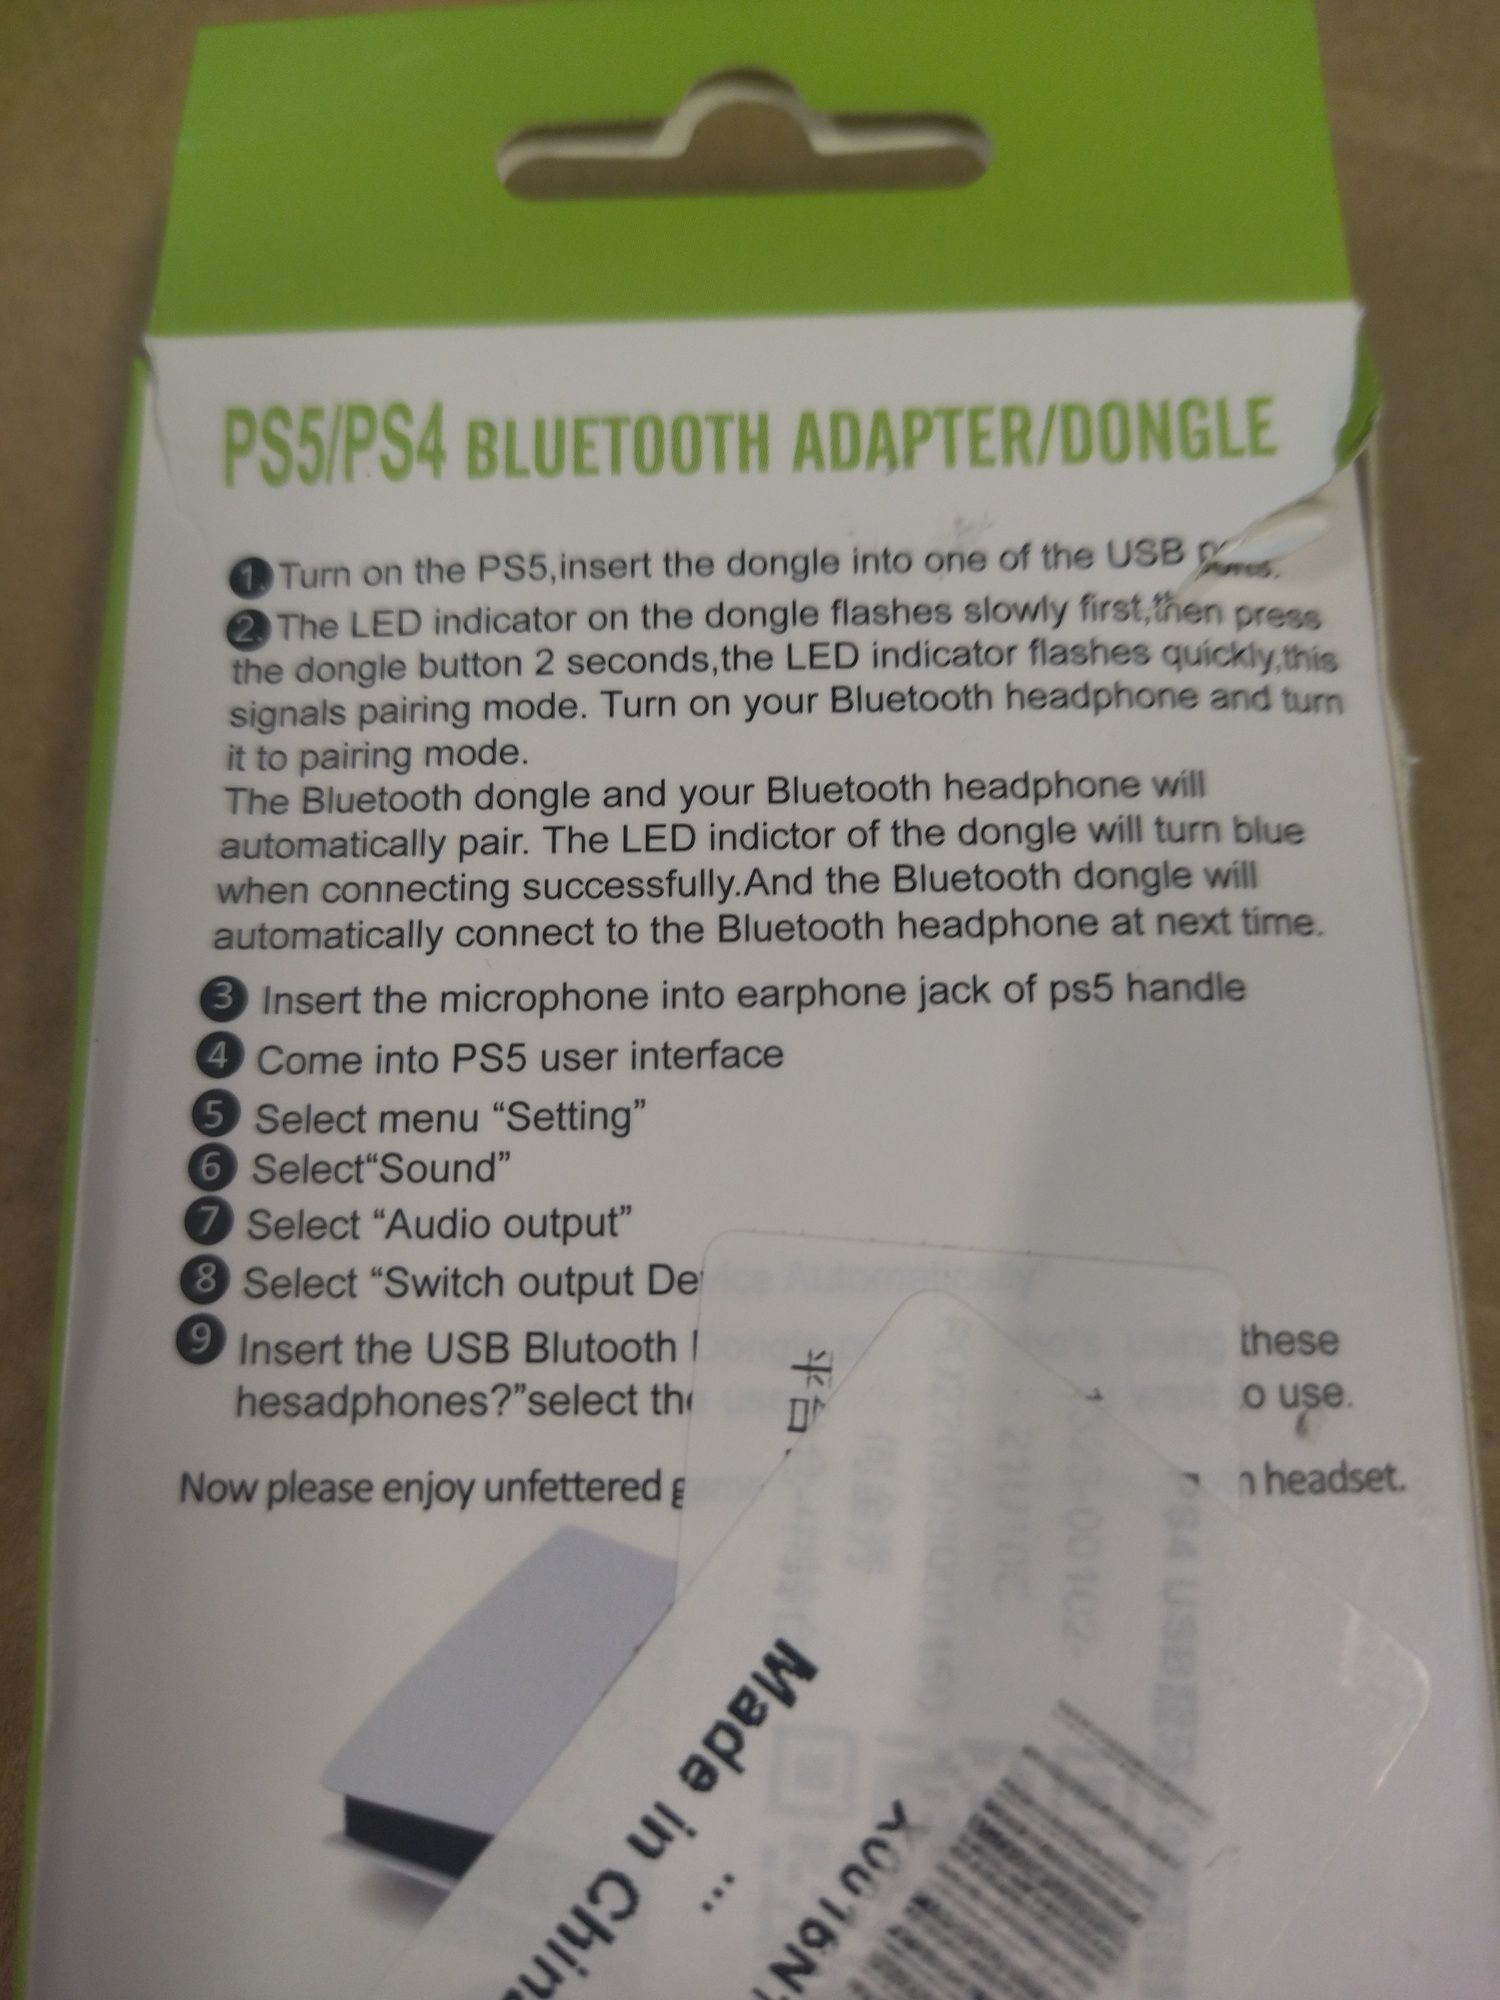 PS5/PS4 BLUETOOTH ADAPTER/DONGLE
1. Turn on the PS5,insert the dongle into one of the USB
2. The LED indicator on the dongle flashes slowly first,then press
the dongle button 2 seconds,the LED indicator flashes quickly,this
signals pairing mode. Turn on your Bluetooth headphone and turn
it to pairing mode.
The Bluetooth dongle and your Bluetooth headphone will
automatically pair. The LED indictor of the dongle will turn blue
when connecting successfully.And the Bluetooth dongle will
automatically connect to the Bluetooth headphone at next time.
3 Insert the microphone into earphone jack of ps5 handle
4 Come into PS5 user interface
5 Select menu “Setting”
6 Select“Sound”
7 Select “Audio output”
8 Select “Switch output Device Automatically
9 Insert the USB Blutooth these
hesadphones?”select the use.
Now please enjoy unfettered headset.
Made in China
...